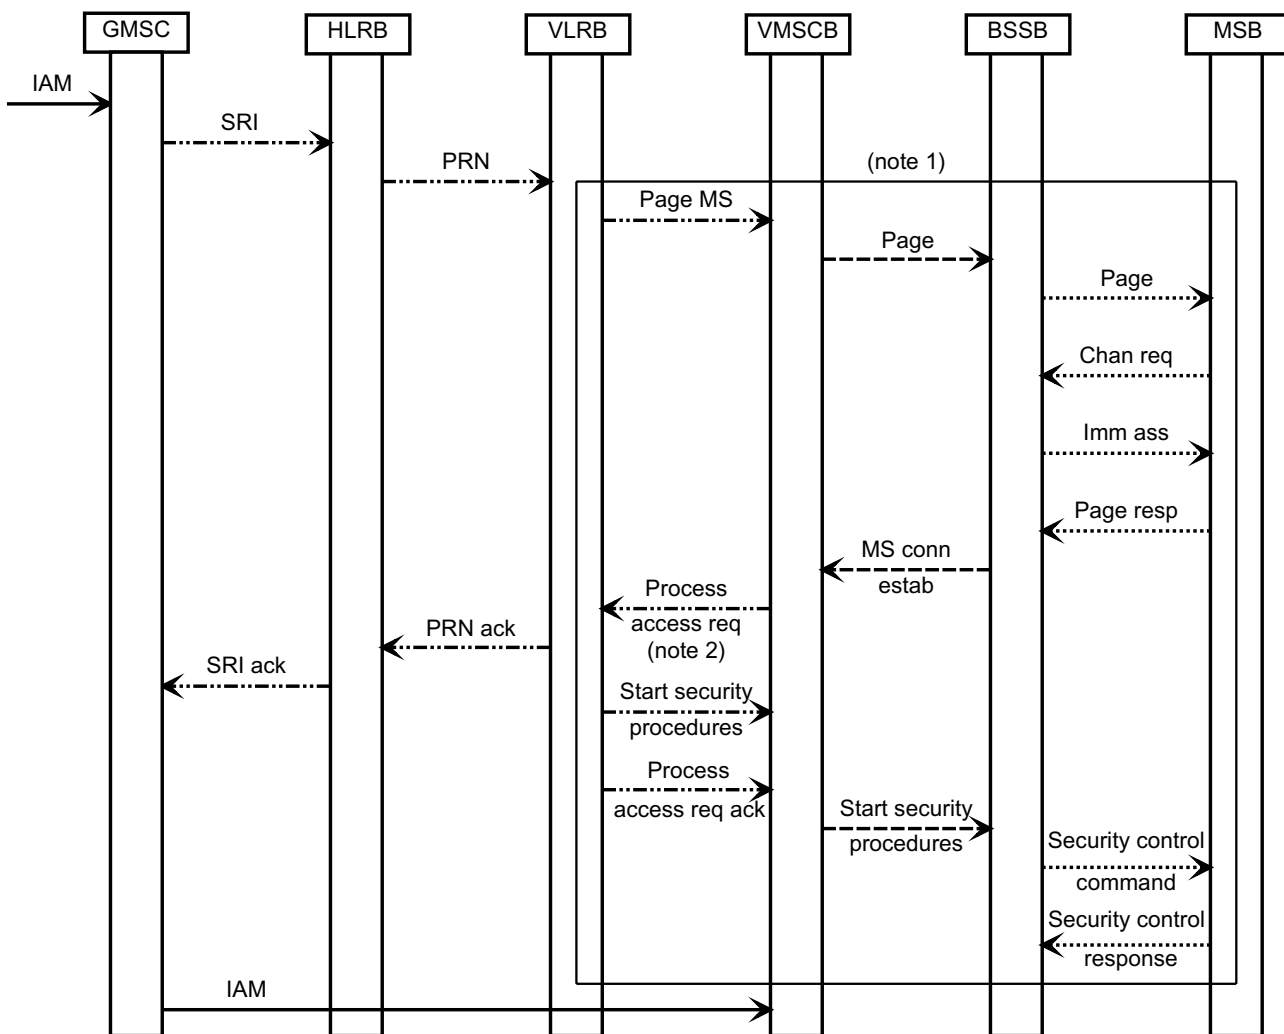 GMSC
HLRB
VLRB
VMSCB
BSSB
MSB
IAM
SRI
PRN
(note 1)
Page MS
Page
Page
Chan req
Imm ass
Page resp
MS conn
estab
Process
access req
(note 2)
PRN ack
SRI ack
Start security
procedures
Process
access req ack
Start security
procedures
Security control
command
Security control
response
IAM